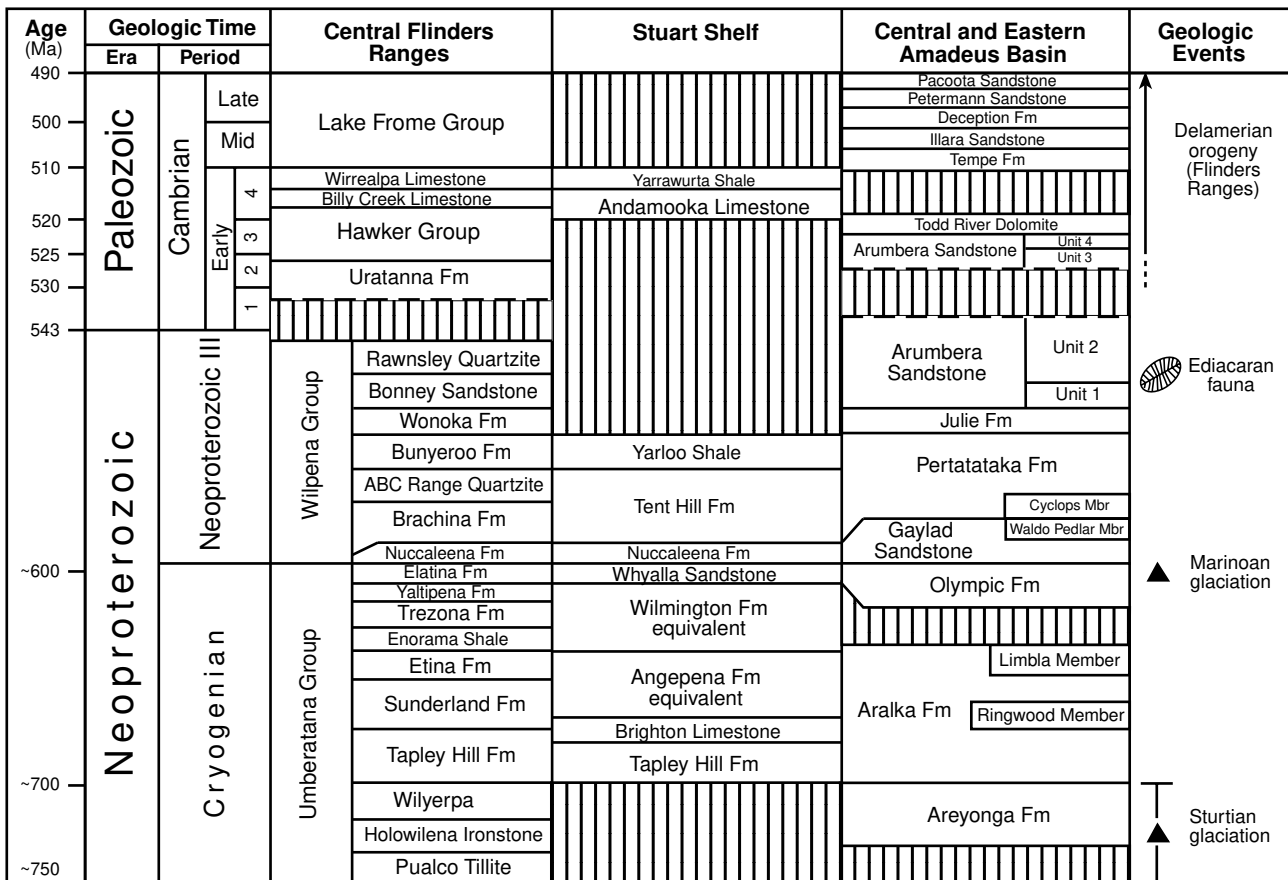 Age
(Ma)
Geologic Time
Era
Period
Central Flinders
Ranges
Stuart Shelf
Central and Eastern
Amadeus Basin
Geologic
Events
490
500
510
520
525
530
543
~600
~700
~750
Paleozoic
Neoproterozoic
Cambrian
Neoproterozoic III
Cryogenian
Late
Mid
Early
4
3
2
1
Lake Frome Group
Wirrealpa Limestone
Billy Creek Limestone
Hawker Group
Uratanna Fm
Wilpena Group
Rawnsley Quartzite
Bonney Sandstone
Wonoka Fm
Bunyeroo Fm
ABC Range Quartzite
Brachina Fm
Nuccaleena Fm
Umberatana Group
Elatina Fm
Yaltipena Fm
Trezona Fm
Enorama Shale
Etina Fm
Sunderland Fm
Tapley Hill Fm
Wilyerpa
Holowilena Ironstone
Pualco Tillite
Yarrawurta Shale
Andamooka Limestone
Yarloo Shale
Tent Hill Fm
Nuccaleena Fm
Whyalla Sandstone
Wilmington Fm
equivalent
Angepena Fm
equivalent
Brighton Limestone
Tapley Hill Fm
Pacoota Sandstone
Petermann Sandstone
Deception Fm
Illara Sandstone
Tempe Fm
Todd River Dolomite
Arumbera Sandstone
Unit 4
Unit 3
Arumbera
Sandstone
Unit 2
Unit 1
Julie Fm
Pertatataka Fm
Cyclops Mbr
Waldo Pedlar Mbr
Gaylad
Sandstone
Olympic Fm
Limbla Member
Aralka Fm
Ringwood Member
Areyonga Fm
Delamerian
orogeny
(Flinders
Ranges)
Ediacaran
fauna
Marinoan
glaciation
Sturtian
glaciation